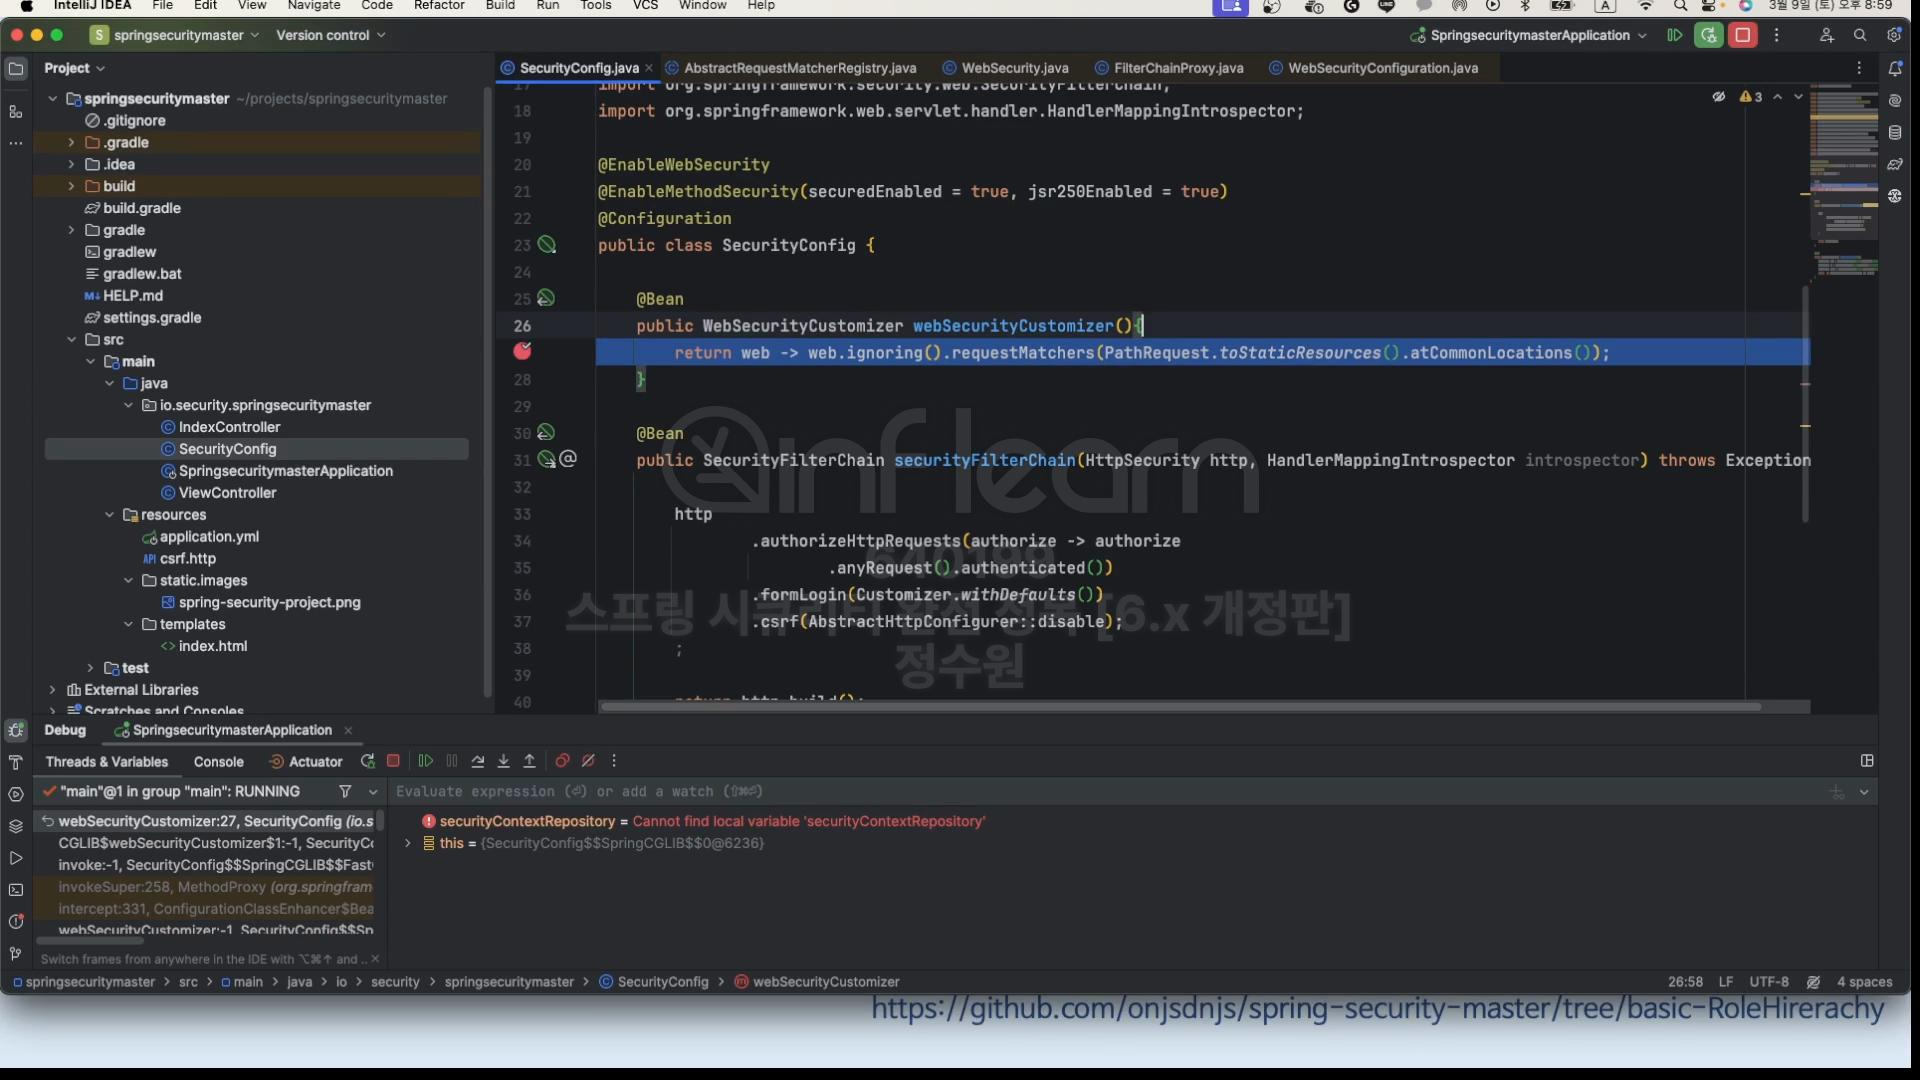 IntelliJ IDEA File Edit View Navigate Code Refactor Build Run Tools VCS Window Help
A 3월 9일 (토) 오후 8:59
S springsecuritymaster Version control
SpringsecuritymasterApplication
Project
SecurityConfig.java
AbstractRequestMatcherRegistry.java
WebSecurity.java
FilterChainProxy.java
WebSecurityConfiguration.java
springsecuritymaster ~/projects/springsecuritymaster
.gitignore
.gradle
.idea
build
build.gradle
gradle
gradlew
gradlew.bat
M↓ HELP.md
settings.gradle
src
main
java
io.security.springsecuritymaster
IndexController
SecurityConfig
SpringsecuritymasterApplication
ViewController
resources
application.yml
API csrf.http
static.images
spring-security-project.png
templates
<> index.html
test
External Libraries
Scratches and Consoles
3
17 import org.springframework.security.web.SecurityFilterChain;
18 import org.springframework.web.servlet.handler.HandlerMappingIntrospector;
19
20 @EnableWebSecurity
21 @EnableMethodSecurity(securedEnabled = true, jsr250Enabled = true)
22 @Configuration
23 public class SecurityConfig {
24
25 @Bean
26 public WebSecurityCustomizer webSecurityCustomizer(){
return web -> web.ignoring().requestMatchers(PathRequest.toStaticResources().atCommonLocations());
28 }
29
30 @Bean
31 @ public SecurityFilterChain securityFilterChain(HttpSecurity http, HandlerMappingIntrospector introspector) throws Exception
32
33 http
34 .authorizeHttpRequests(authorize -> authorize
35 .anyRequest().authenticated())
36 .formLogin(Customizer.withDefaults())
37 .csrf(AbstractHttpConfigurer::disable);
38 ;
39
40 return http.build();
inflearn
640199
스프링 시큐리티 완전 정복 [6.x 개정판]
정수원
Debug SpringsecuritymasterApplication
Threads & Variables Console Actuator
"main"@1 in group "main": RUNNING
Evaluate expression (⏎) or add a watch (⇧⌘⏎)
webSecurityCustomizer:27, SecurityConfig (io.s
CGLIB$webSecurityCustomizer$1:-1, SecurityCo
invoke:-1, SecurityConfig$$SpringCGLIB$$Fast
invokeSuper:258, MethodProxy (org.springfram
intercept:331, ConfigurationClassEnhancer$Bea
webSecurityCustomizer:-1, SecurityConfig$$Sp
Switch frames from anywhere in the IDE with ⌥⌘↑ and ..
securityContextRepository = Cannot find local variable 'securityContextRepository'
this = {SecurityConfig$$SpringCGLIB$$0@6236}
springsecuritymaster > src > main > java > io > security > springsecuritymaster > SecurityConfig > webSecurityCustomizer
26:58 LF UTF-8 4 spaces
https://github.com/onjsdnjs/spring-security-master/tree/basic-RoleHirerachy